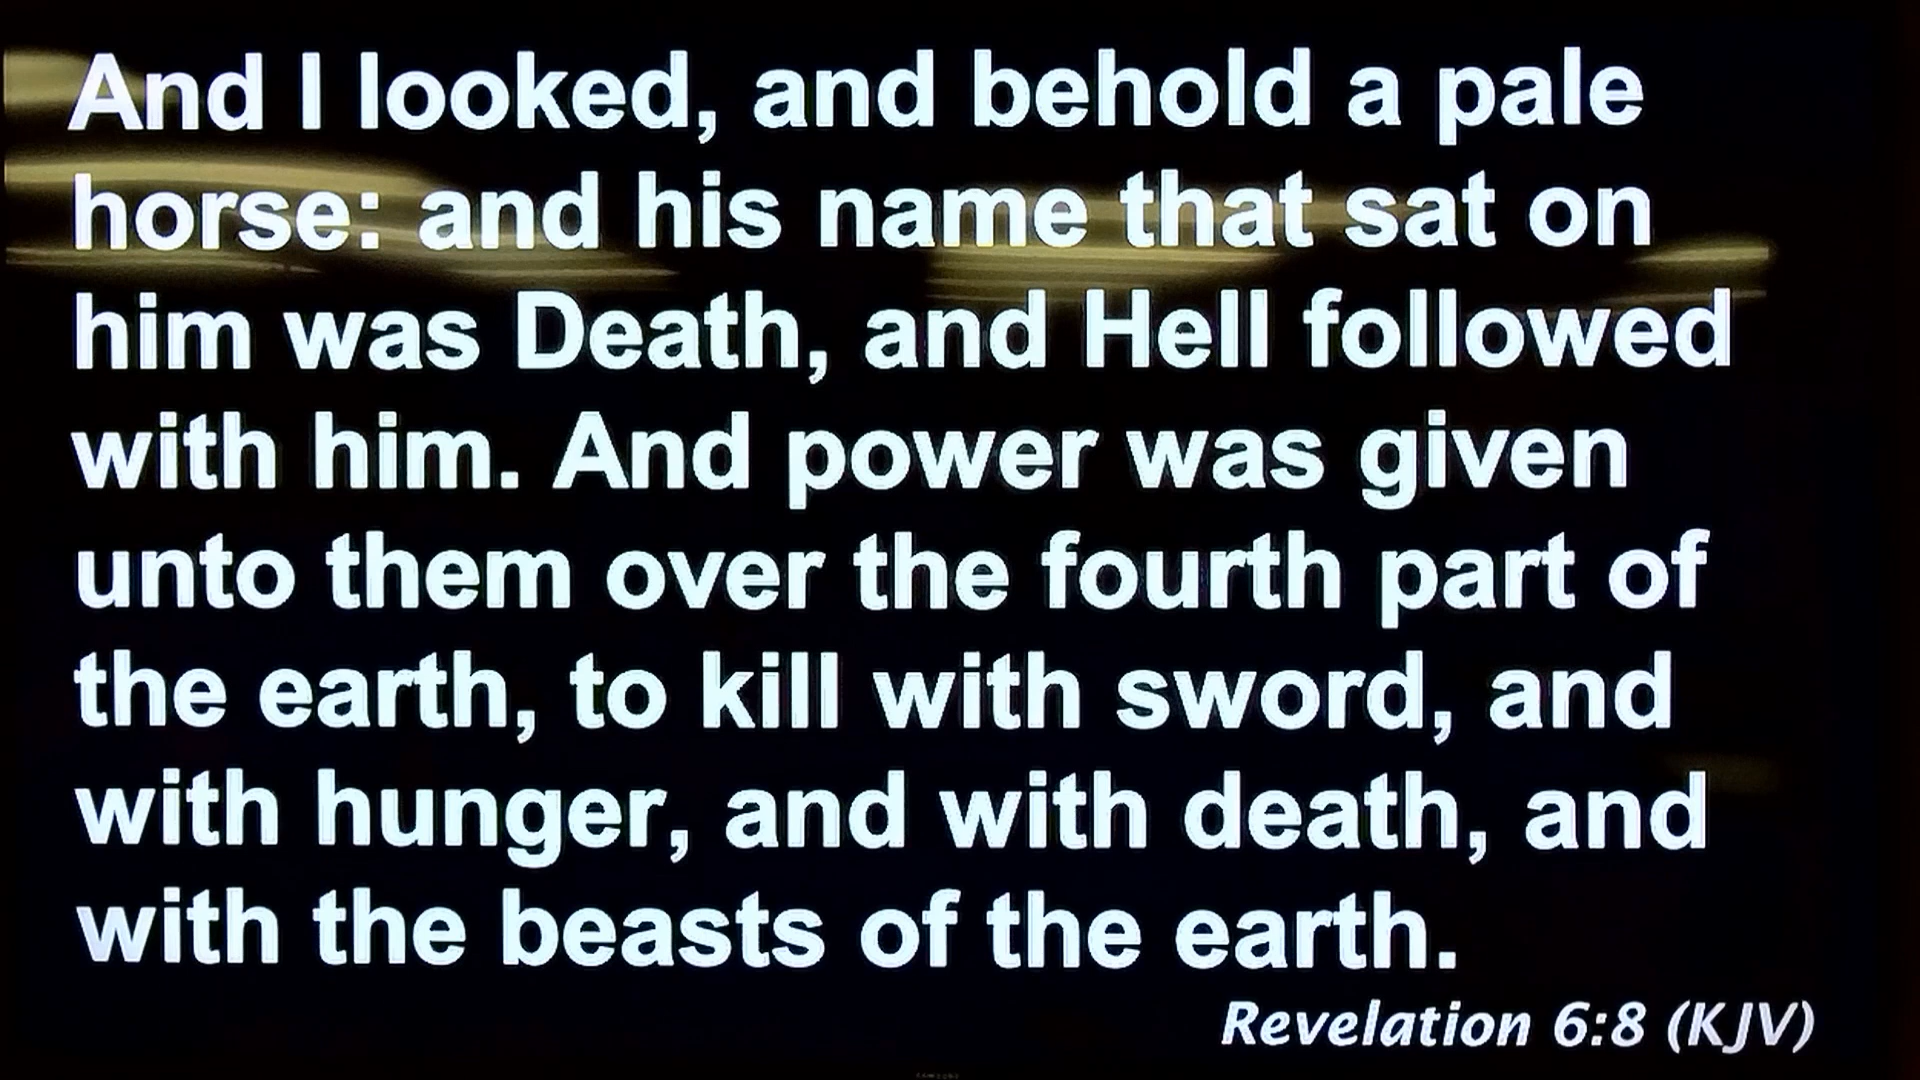 And I looked, and behold a pale
horse: and his name that sat on
him was Death, and Hell followed
with him. And power was given
unto them over the fourth part of
the earth, to kill with sword, and
with hunger, and with death, and
with the beasts of the earth.
Revelation 6:8 (KJV)